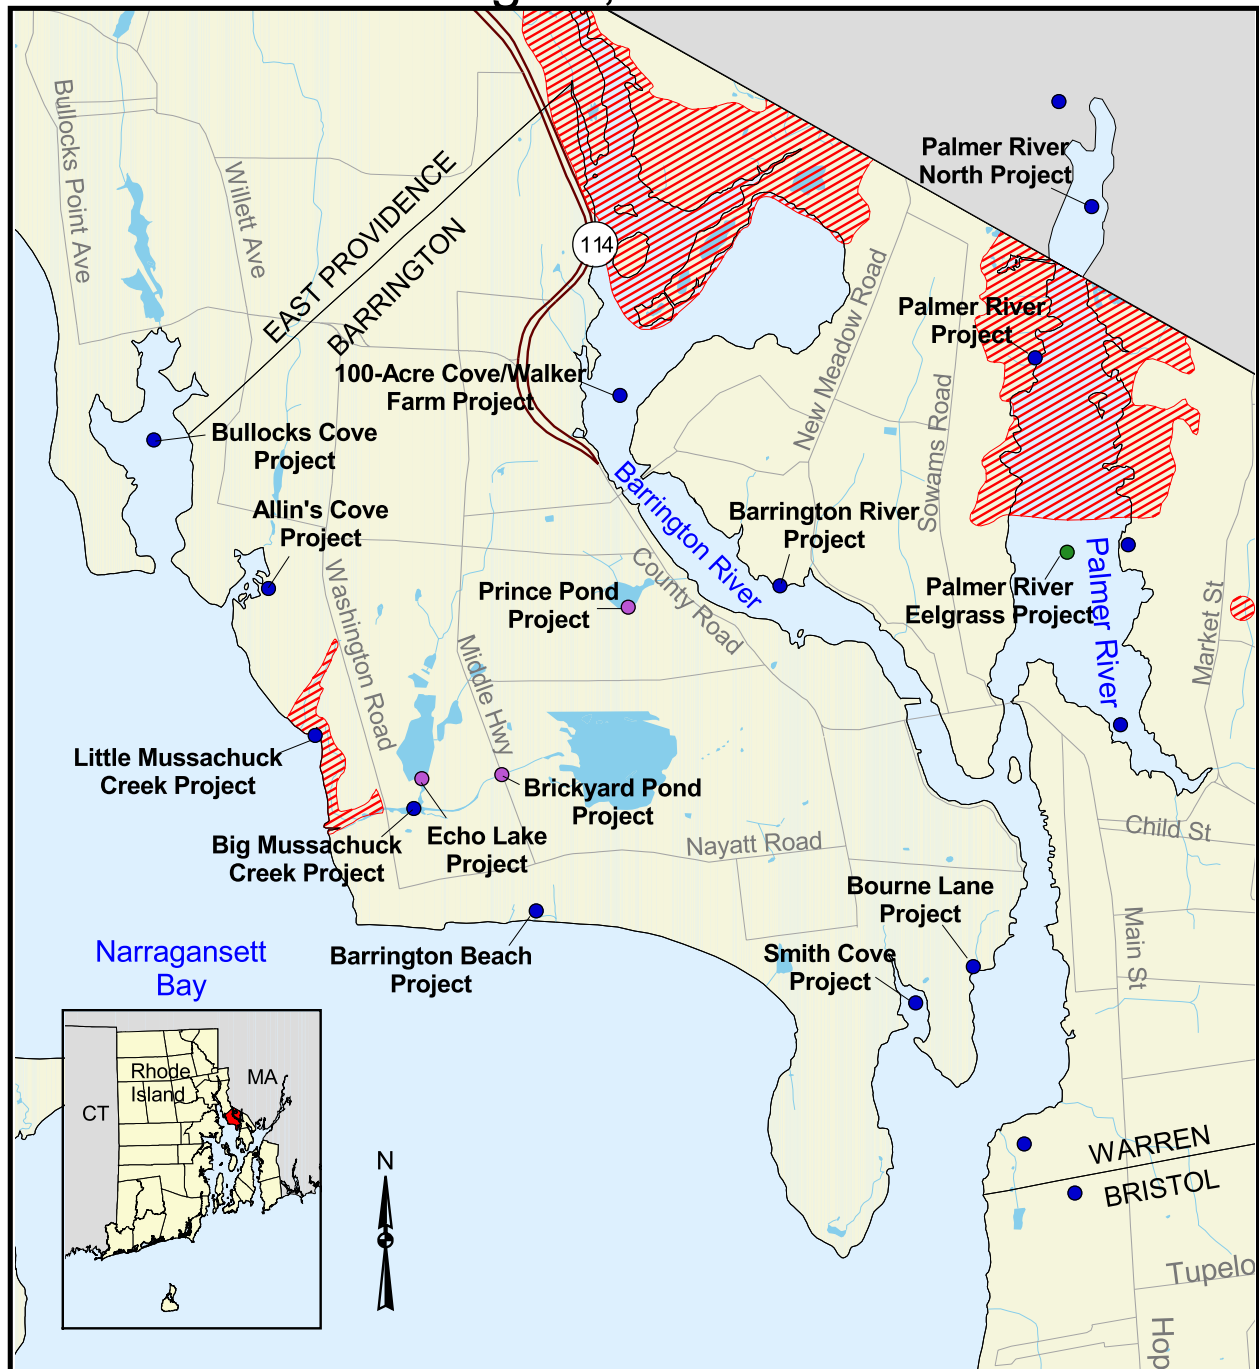 Bullocks Point Ave
Willett Ave
EAST PROVIDENCE
BARRINGTON
114
Palmer River
North Project
Palmer River
Project
New Meadow Road
Sowams Road
100-Acre Cove/Walker
Farm Project
Bullocks Cove
Project
Allin's Cove
Project
Barrington River
Barrington River
Project
Prince Pond
Project
County Road
Palmer River
Eelgrass Project
Palmer River
Market St
Washington Road
Middle Hwy
Little Mussachuck
Creek Project
Brickyard Pond
Project
Big Mussachuck
Creek Project
Echo Lake
Project
Nayatt Road
Child St
Bourne Lane
Project
Main St
Smith Cove
Project
Barrington Beach
Project
Narragansett
Bay
Rhode
Island
MA
CT
N
WARREN
BRISTOL
Tupelo
Hop